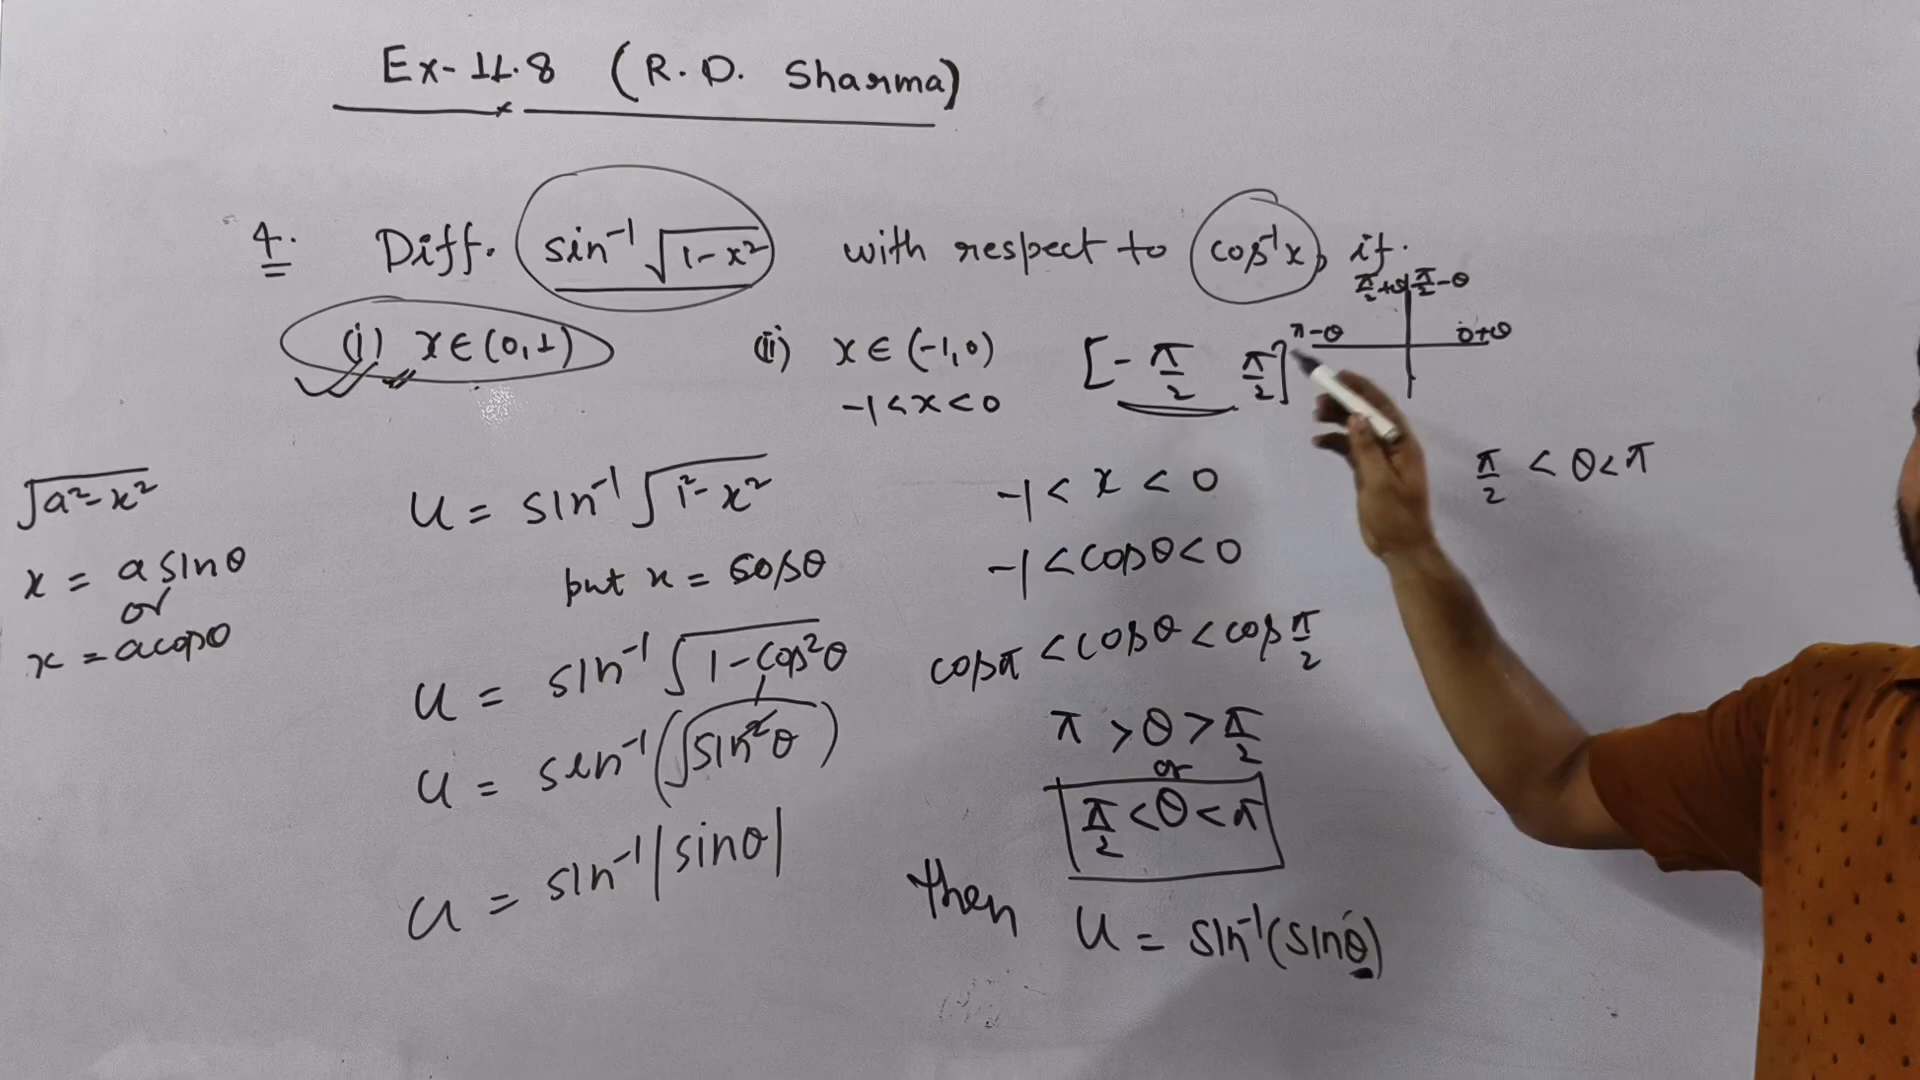 Ex-11.8 (R.D. Sharma)
4. Diff. sin⁻¹ √(1-x²) with respect to cos⁻¹x, if.
π/2+θ π/2-θ
(i) x∈(0,1) (ii) x∈(-1,0) [-π/2 π/2] π-θ 0+θ
-1<x<0
√(a²-x²)
x = a sinθ
or
x = a cosθ
u = sin⁻¹ √(1²-x²)
put x = cosθ
u = sin⁻¹ √(1-cos²θ)
u = sin⁻¹(√(sin²θ))
u = sin⁻¹|sinθ|
-1 < x < 0
-1 < cosθ < 0
cosπ < cosθ < cos π/2
π > θ > π/2
or
π/2 < θ < π
then u = sin⁻¹(sinθ)
π/2 < θ < π